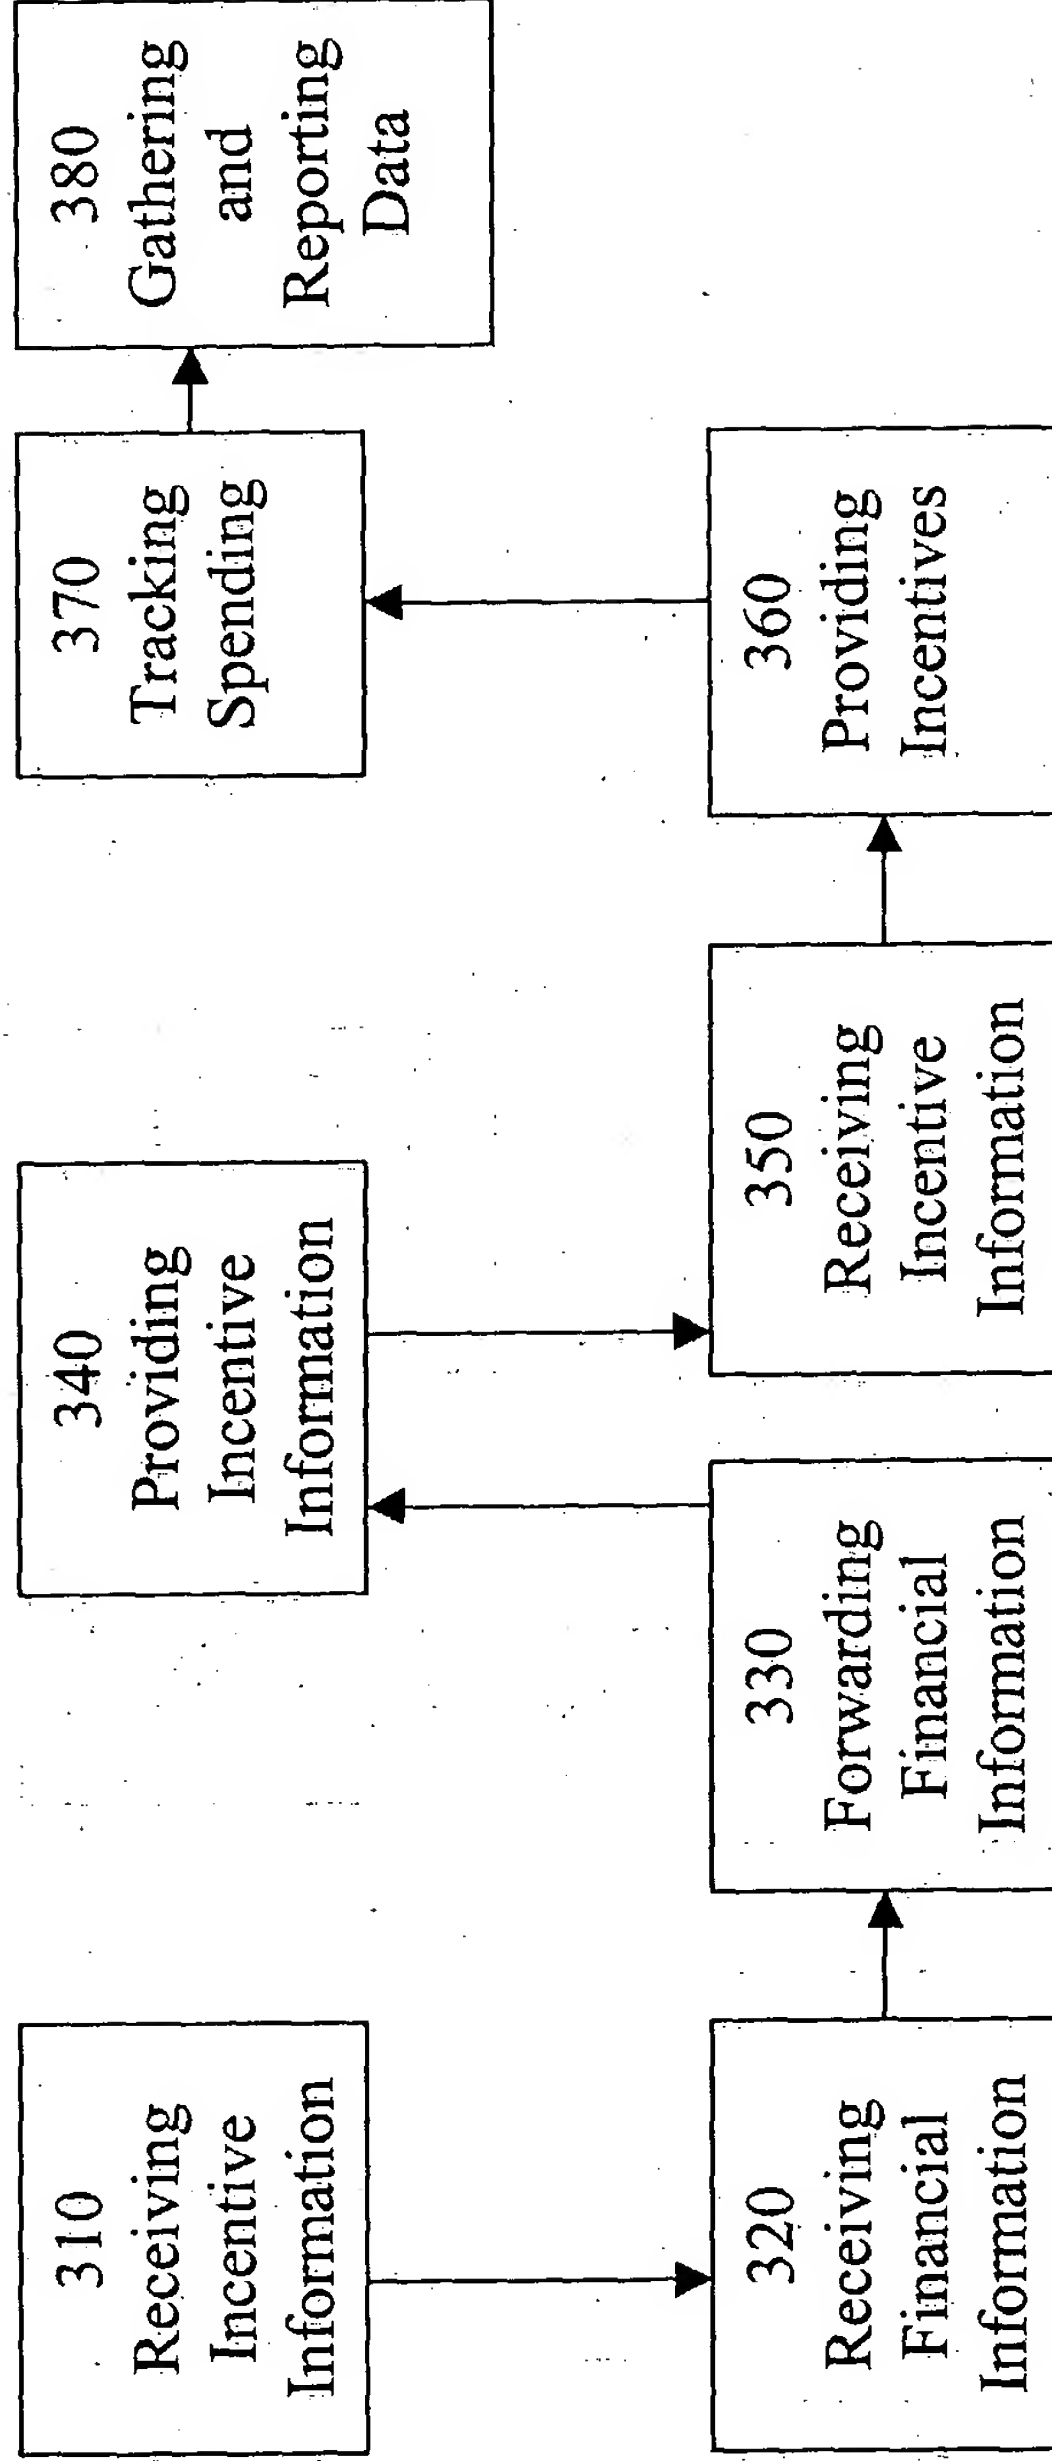 310
Receiving
Incentive
Information
320
Receiving
Financial
Information
330
Forwarding
Financial
Information
340
Providing
Incentive
Information
350
Receiving
Incentive
Information
360
Providing
Incentives
370
Tracking
Spending
380
Gathering
and
Reporting
Data